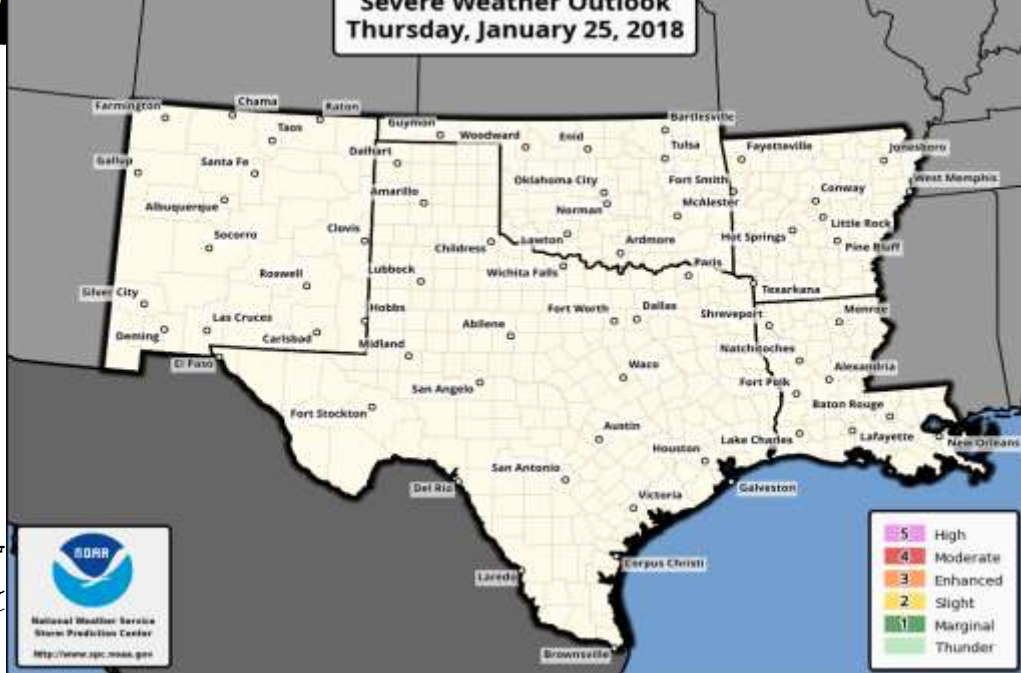 Severe Weather Outlook
Thursday, January 25, 2018
Farmington
Chama
Raton
Guymon
Bartlesville
Taos
Woodward
Enid
Tulsa
Fayetteville
Jonesboro
Gallup
Santa Fe
Dalhart
Oklahoma City
Fort Smith
West Memphis
Amarillo
Conway
Albuquerque
Norman
McAlester
Little Rock
Socorro
Clovis
Childress
Lawton
Ardmore
Hot Springs
Pine Bluff
Roswell
Lubbock
Wichita Falls
Paris
Texarkana
Silver City
Hobbs
Fort Worth
Dallas
Shreveport
Monroe
Las Cruces
Deming
Carlsbad
Abilene
Midland
Natchitoches
El Paso
Waco
Alexandria
San Angelo
Fort Polk
Fort Stockton
Baton Rouge
Austin
Lake Charles
Lafayette
New Orleans
Houston
San Antonio
Del Rio
Galveston
Victoria
Corpus Christi
Laredo
Brownsville
NOAA
National Weather Service
Storm Prediction Center
http://www.spc.noaa.gov
5 High
4 Moderate
3 Enhanced
2 Slight
1 Marginal
Thunder